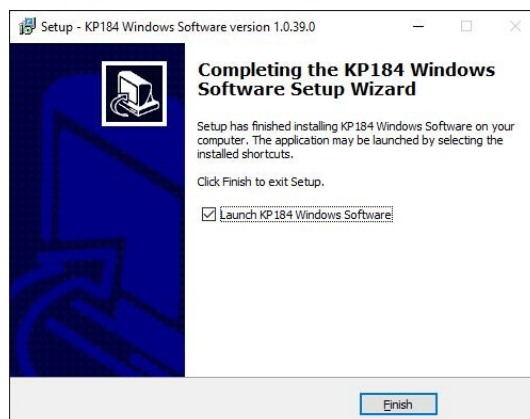 Setup - KP184 Windows Software version 1.0.39.0
Completing the KP184 Windows
Software Setup Wizard
Setup has finished installing KP184 Windows Software on your
computer. The application may be launched by selecting the
installed shortcuts.
Click Finish to exit Setup.
Launch KP184 Windows Software
Finish